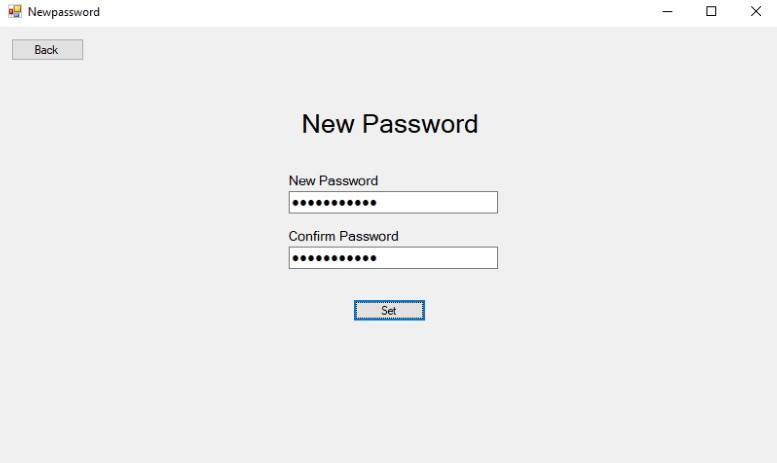 Newpassword
Back
New Password
New Password
●●●●●●●●●●●
Confirm Password
●●●●●●●●●●●
Set